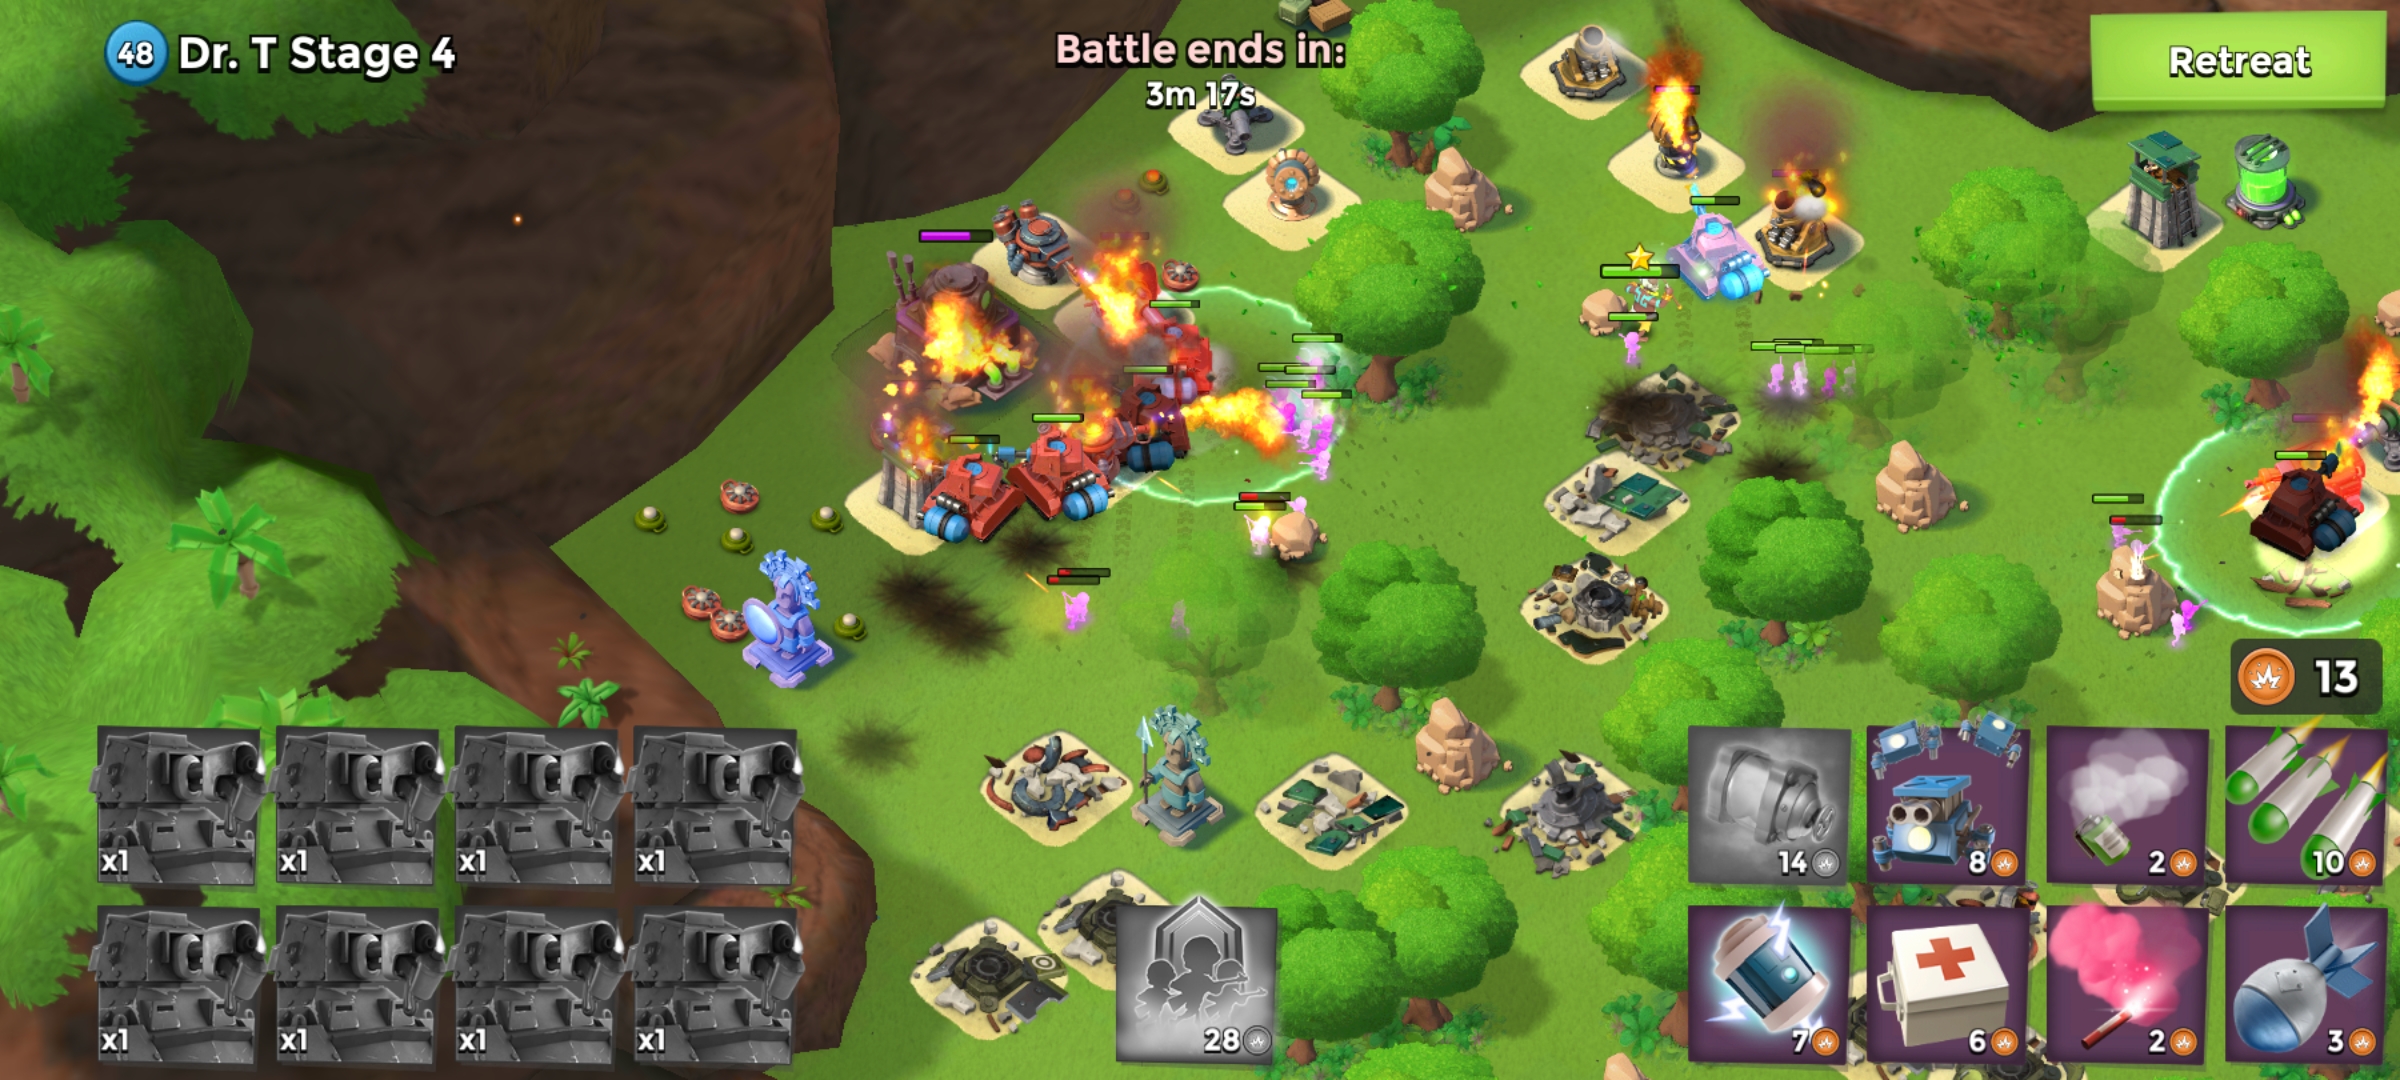 48 Dr. T Stage 4
Battle ends in:
3m 17s
Retreat
13
x1 x1 x1 x1
14 8 2 10
x1 x1 x1 x1
28
7 6 2 3